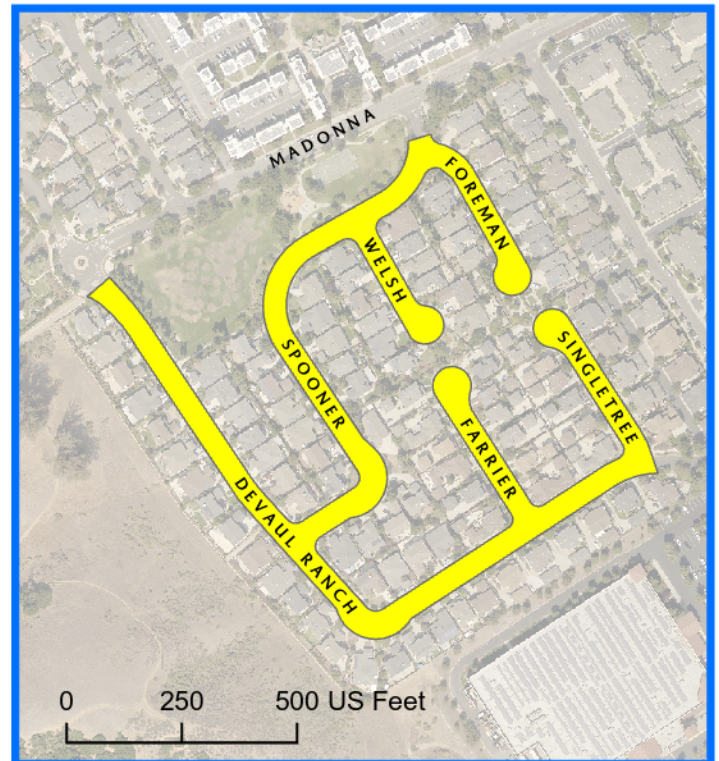 MADONNA
FOREMAN
WELSH
SPOONER
SINGLETREE
FARRIER
DEVAUL RANCH
0 250 500 US Feet